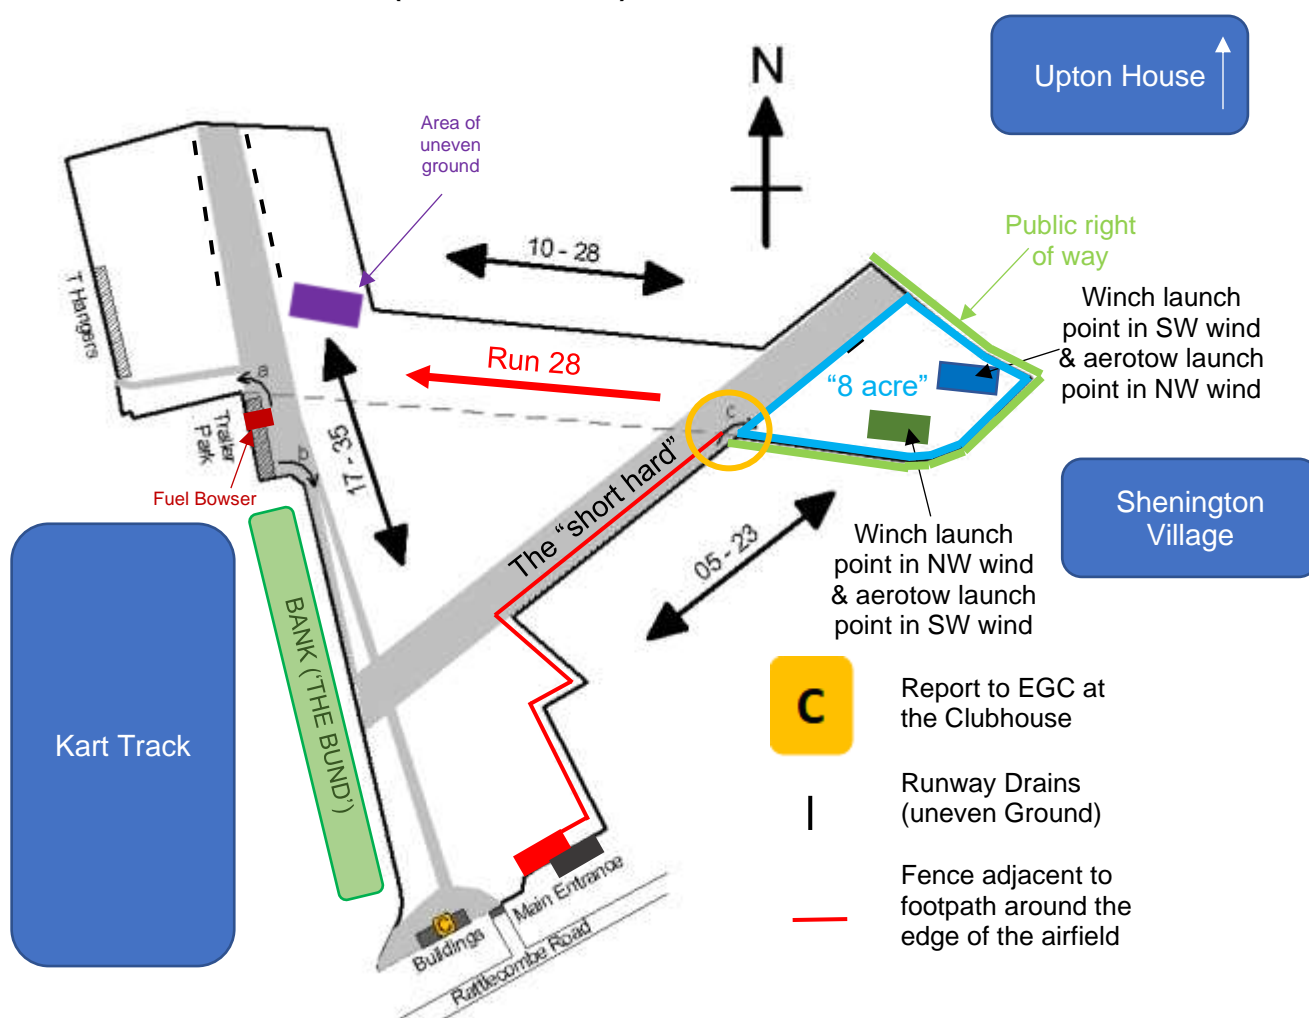 N
Upton House
Area of
uneven
ground
10 - 28
Public right
of way
Winch launch
point in SW wind
& aerotow launch
point in NW wind
T Hangers
Run 28
"8 acre"
a
c
Trailer
Park
b
17 - 35
Fuel Bowser
The "short hard"
Shenington
Village
Winch launch
point in NW wind
& aerotow launch
point in SW wind
05 - 23
BANK ('THE BUND')
Kart Track
C
Report to EGC at
the Clubhouse
Runway Drains
(uneven Ground)
Fence adjacent to
footpath around the
edge of the airfield
Main Entrance
C
Buildings
Rattlecombe Road